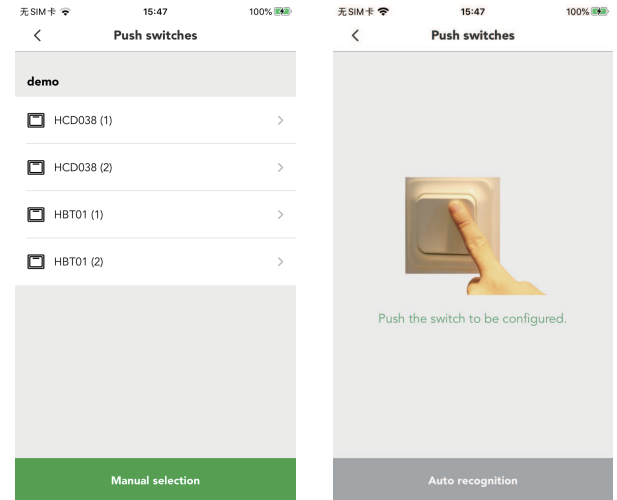 无SIM卡 15:47 100%
Push switches
demo
HCD038 (1)
HCD038 (2)
HBT01 (1)
HBT01 (2)
Manual selection
无SIM卡 15:47 100%
Push switches
Push the switch to be configured.
Auto recognition